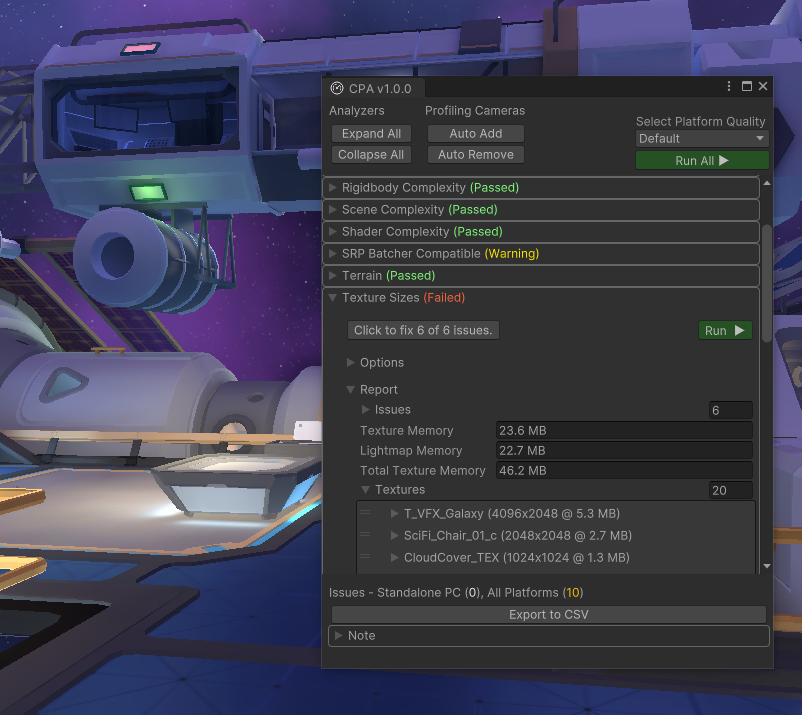 CPA v1.0.0
Analyzers
Profiling Cameras
Select Platform Quality
Expand All
Auto Add
Default
Collapse All
Auto Remove
Run All
Rigidbody Complexity (Passed)
Scene Complexity (Passed)
Shader Complexity (Passed)
SRP Batcher Compatible (Warning)
Terrain (Passed)
Texture Sizes (Failed)
Click to fix 6 of 6 issues.
Run
Options
Report
Issues 6
Texture Memory 23.6 MB
Lightmap Memory 22.7 MB
Total Texture Memory 46.2 MB
Textures 20
T_VFX_Galaxy (4096x2048 @ 5.3 MB)
SciFi_Chair_01_c (2048x2048 @ 2.7 MB)
CloudCover_TEX (1024x1024 @ 1.3 MB)
Issues - Standalone PC (0), All Platforms (10)
Export to CSV
Note